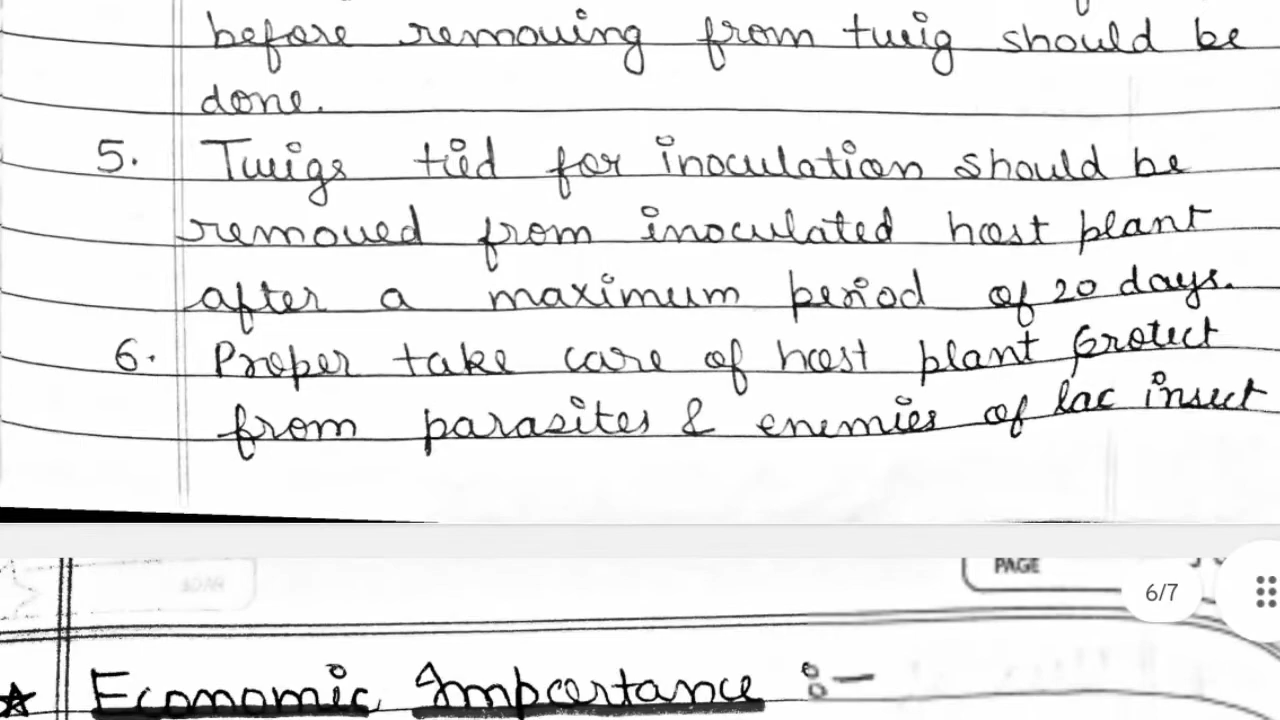 before removing from twig should be
done.
5. Twigs tied for inoculation should be
removed from inoculated host plant
after a maximum period of 20 days.
6. Proper take care of host plant protect
from parasites & enemies of lac insect
PAGE
PAGE
6/7
☆ Economic Importance :-